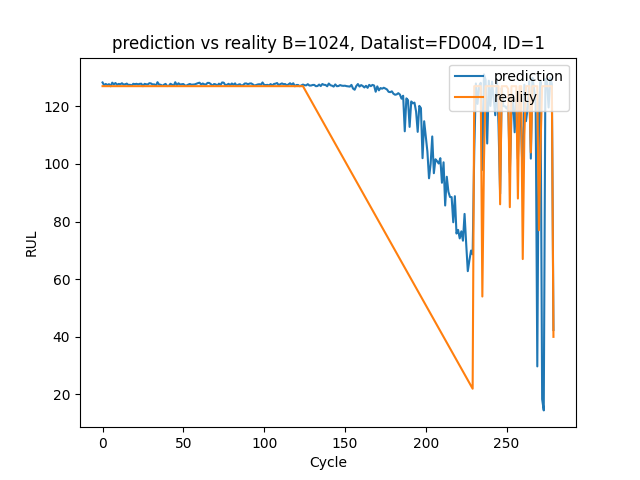 prediction vs reality B=1024, Datalist=FD004, ID=1
prediction
reality
RUL
120
100
80
60
40
20
0 50 100 150 200 250
Cycle